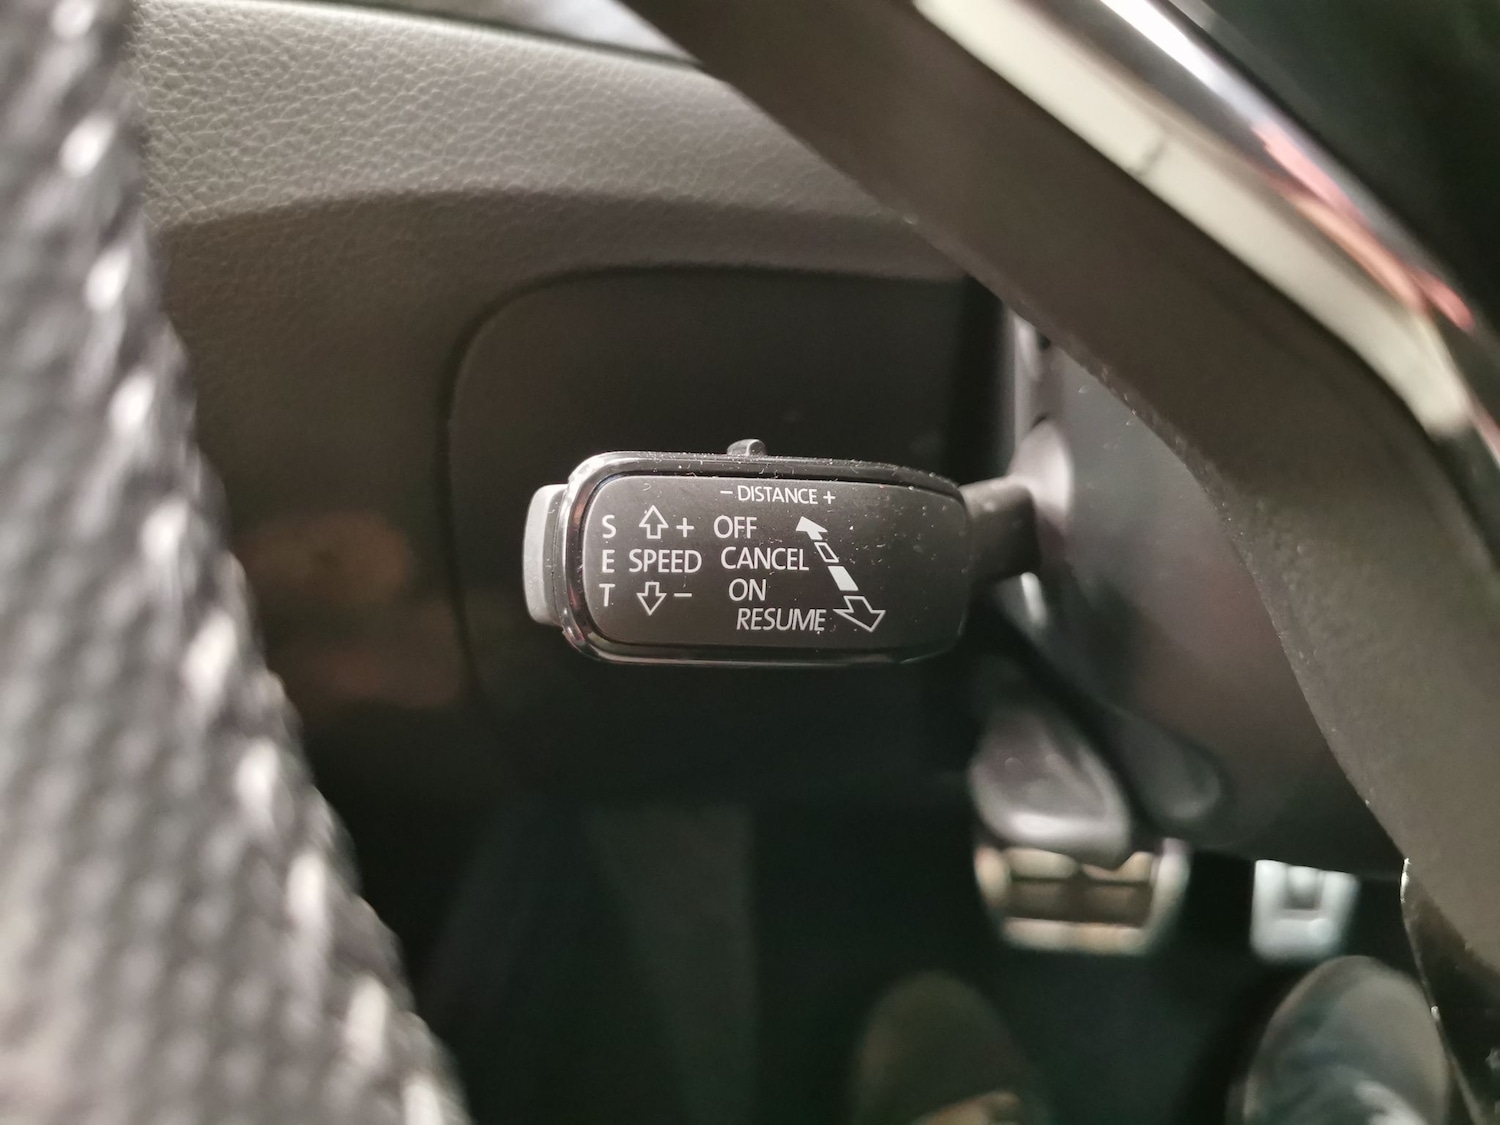 − DISTANCE +
S + OFF
E SPEED CANCEL
T − ON
RESUME